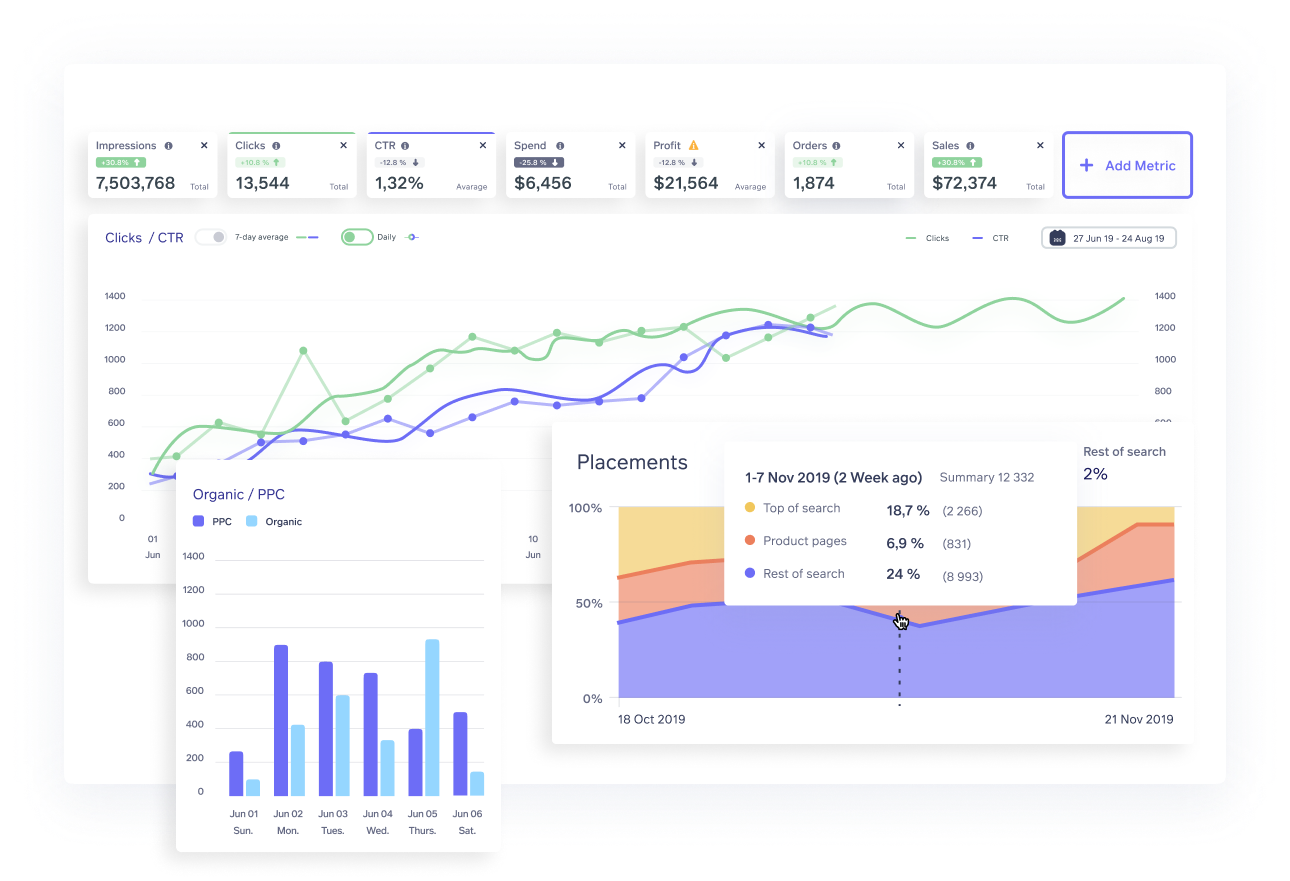 Impressions
+30.8%
7,503,768 Total
Clicks
+10.8 %
13,544 Total
CTR
-12.8 %
1,32% Avarage
Spend
-25.8 %
$6,456 Total
Profit
-12.8 %
$21,564 Avarage
Orders
+10.8 %
1,874 Total
Sales
+30.8%
$72,374 Total
+ Add Metric
Clicks / CTR
7-day average
Daily
Clicks
CTR
27 Jun 19 - 24 Aug 19
1400
1200
1000
800
600
400
200
0
1400
1200
1000
800
600
01
Jun
10
Jun
Organic / PPC
PPC
Organic
1400
1200
1000
800
600
400
200
0
Jun 01
Sun.
Jun 02
Mon.
Jun 03
Tues.
Jun 04
Wed.
Jun 05
Thurs.
Jun 06
Sat.
Placements
Rest of search
2%
1-7 Nov 2019 (2 Week ago) Summary 12 332
Top of search 18,7 % (2 266)
Product pages 6,9 % (831)
Rest of search 24 % (8 993)
100%
50%
0%
18 Oct 2019
21 Nov 2019